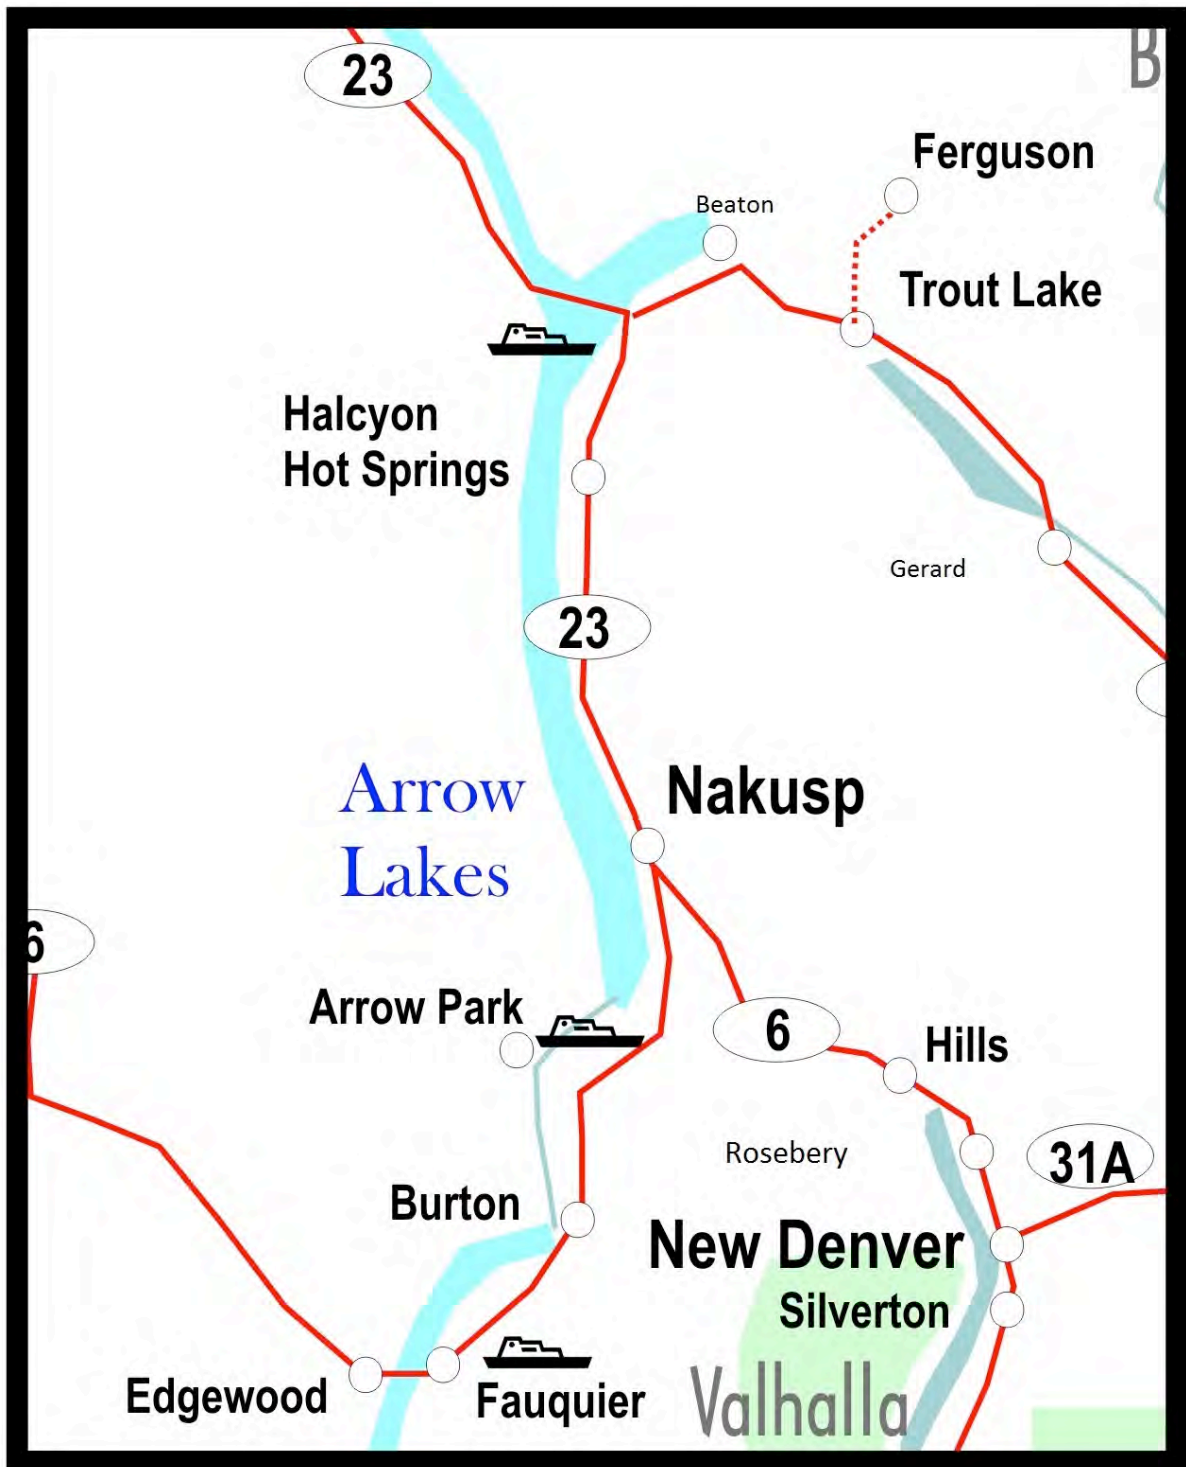 B
23
Ferguson
Beaton
Trout Lake
Halcyon
Hot Springs
Gerard
23
Arrow
Lakes
Nakusp
6
Arrow Park
6
Hills
Rosebery
31A
Burton
New Denver
Silverton
Edgewood
Fauquier
Valhalla